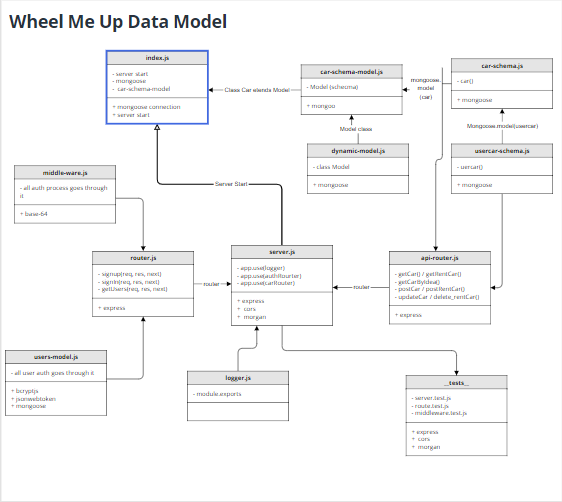 Wheel Me Up Data Model
index.js
- server start
- mongoose
- car-schema-model
+ mongoose connection
+ server start
Class Car elends Model
car-schema-model.js
- Model (scheema)
+ mongoo
mongoose.
model
(car)
car-schema.js
- car()
+ mongoose
Model class
Mongoose.model(usercar)
dynamic-model.js
- class Model
+ mongoose
usercar-schema.js
- uercar()
+ mongoose
middle-ware.js
- all auth process goes through
it
+ base-64
Server Start
router.js
- signup(req, res, next)
- signIn(req, res, next)
- getUsers(req, res, next)
+ express
router
server.js
- app.use(logger)
- app.use(authRourter)
- app.use(carRouter)
+ express
+ cors
+ morgan
router
api-router.js
- getCar() / getRentCar()
- getCarByIdea()
- postCar / postRentCar()
- updateCar / delete_rentCar()
+ express
users-model.js
- all user auth goes through it
+ bcryptjs
+ jsonwebtoken
+ mongoose
logger.js
- module.exports
__tests__
- server.test.js
- route.test.js
- middleware.test.js
+ express
+ cors
+ morgan